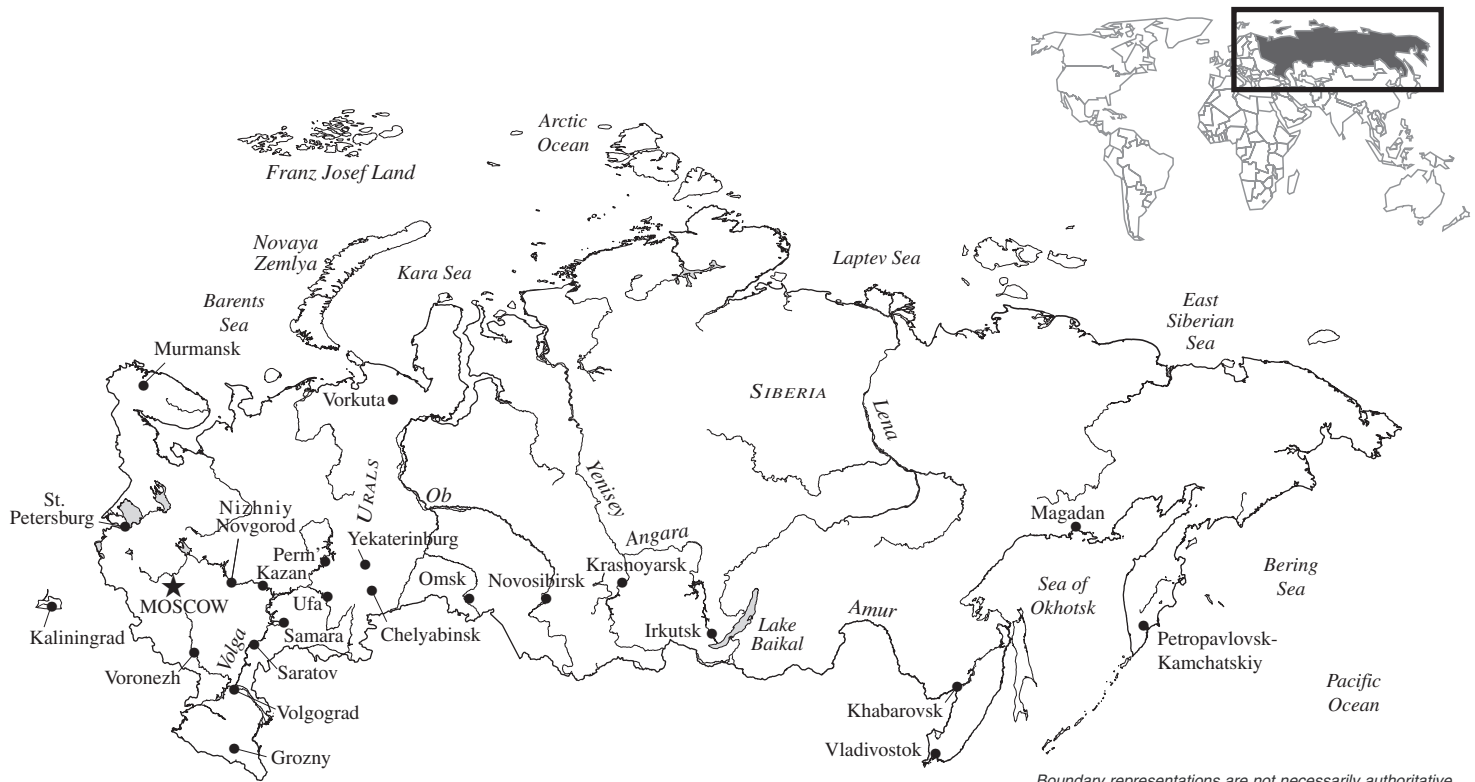 Arctic
Ocean
Franz Josef Land
Novaya
Zemlya
Kara Sea
Laptev Sea
Barents
Sea
East
Siberian
Sea
Murmansk
Vorkuta
SIBERIA
Lena
URALS
Ob
Yenisey
St.
Petersburg
Nizhniy
Novgorod
Yekaterinburg
Angara
Magadan
Perm'
Kazan
Krasnoyarsk
Omsk
Novosibirsk
Bering
Sea
Sea of
Okhotsk
MOSCOW
Ufa
Amur
Kaliningrad
Samara
Chelyabinsk
Irkutsk
Lake
Baikal
Volga
Petropavlovsk-
Kamchatskiy
Voronezh
Saratov
Pacific
Ocean
Volgograd
Khabarovsk
Vladivostok
Grozny
Boundary representations are not necessarily authoritative.